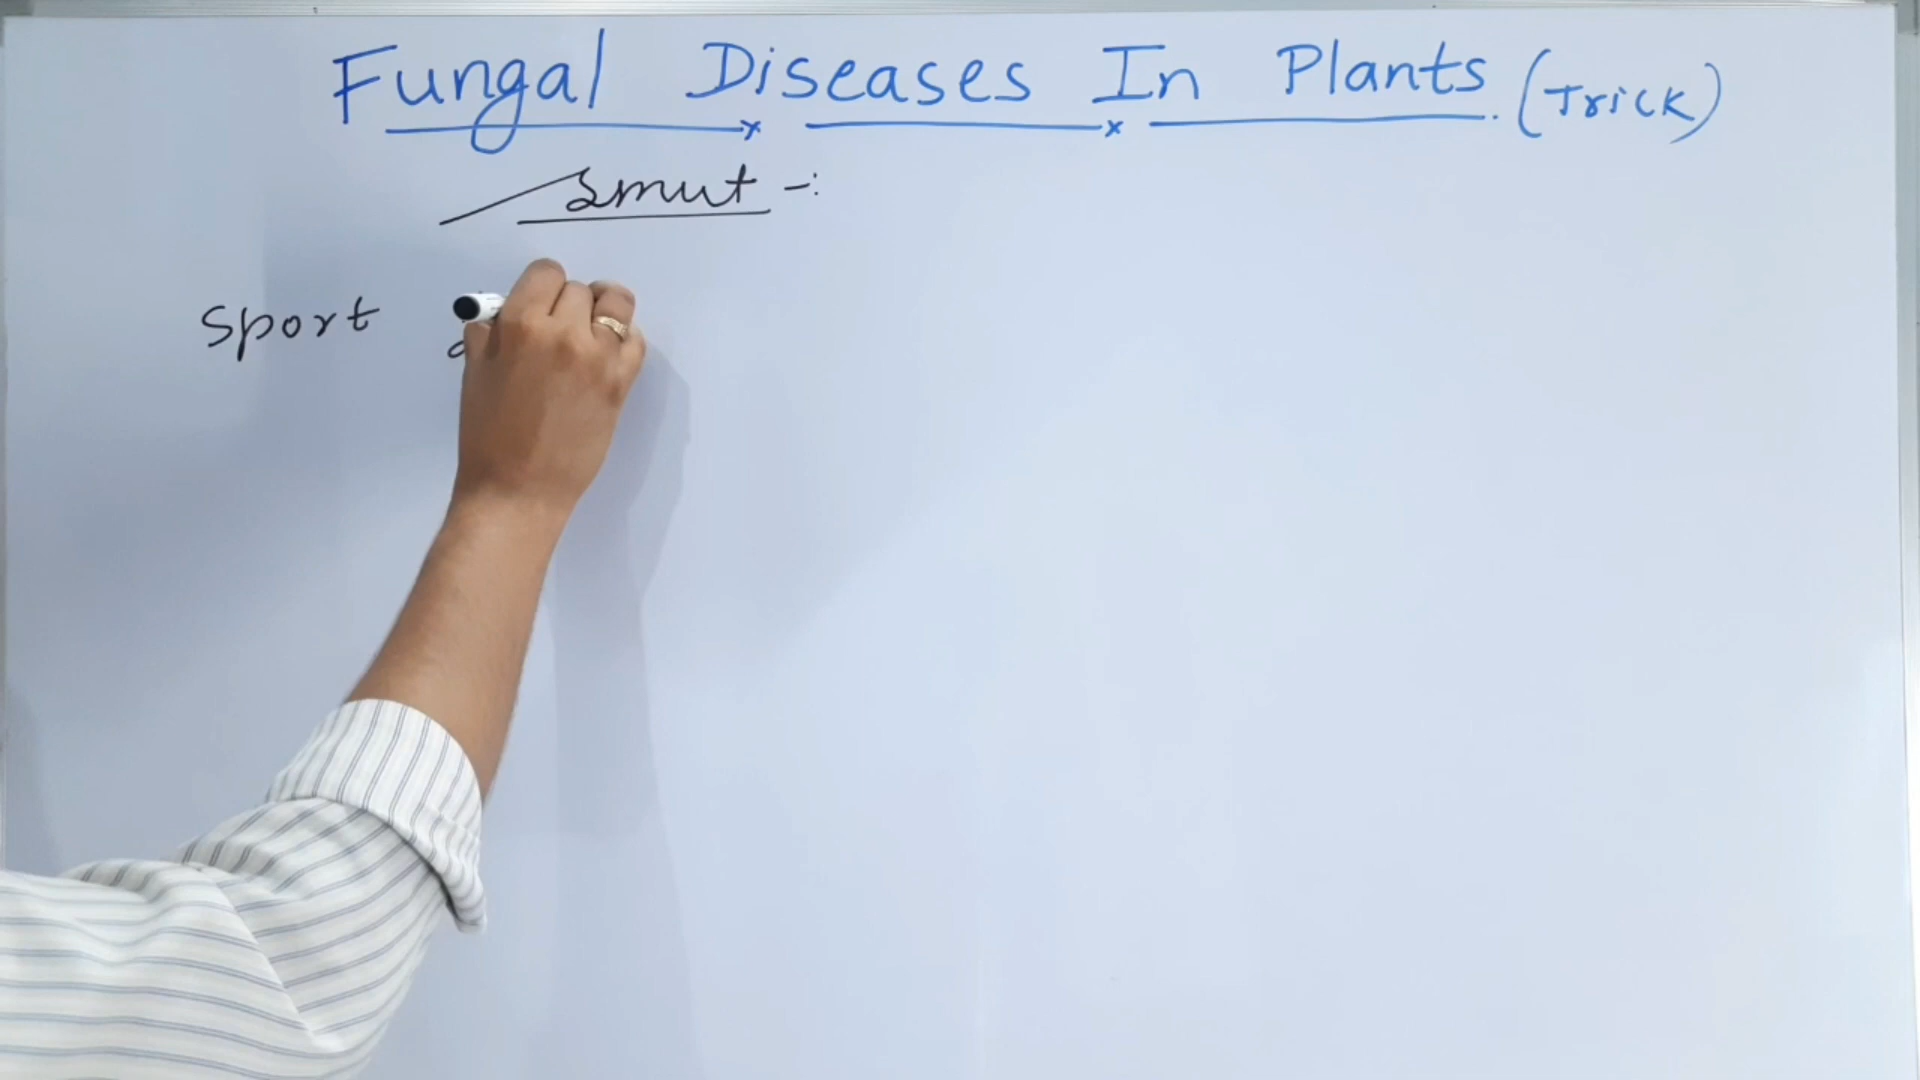 Fungal Diseases In Plants. (Trick)
Smut -:
Sport